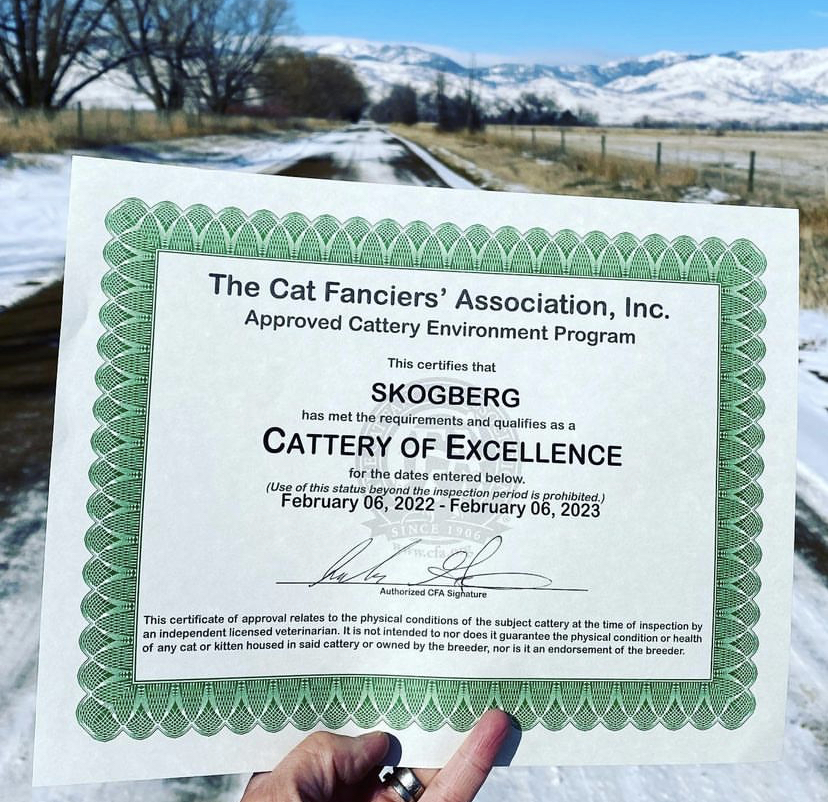 The Cat Fanciers' Association, Inc.
Approved Cattery Environment Program
This certifies that
SKOGBERG
has met the requirements and qualifies as a
CATTERY OF EXCELLENCE
for the dates entered below.
(Use of this status beyond the inspection period is prohibited.)
February 06, 2022 - February 06, 2023
CFA
SINCE 1906
www.cfa.org
Authorized CFA Signature
This certificate of approval relates to the physical conditions of the subject cattery at the time of inspection by
an independent licensed veterinarian. It is not intended to nor does it guarantee the physical condition or health
of any cat or kitten housed in said cattery or owned by the breeder, nor is it an endorsement of the breeder.